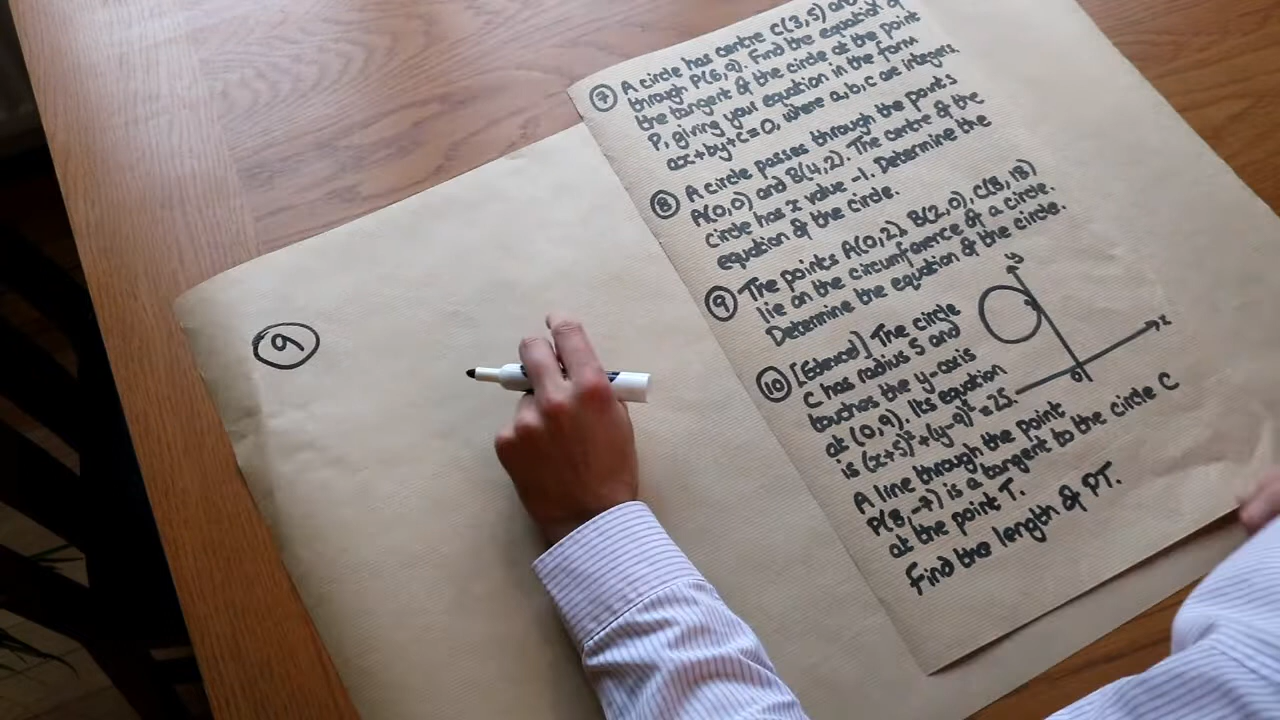 9
7 A circle has centre C(3,5) and
through P(6,9). Find the equation of
the tangent of the circle at the point
P, giving your equation in the form
ax+by+c=0, where a,b,c are integers.
8 A circle passes through the points
A(0,0) and B(4,2). The centre of the
circle has x value -1. Determine the
equation of the circle.
9 The points A(0,2), B(2,0), C(8,18)
lie on the circumference of a circle.
Determine the equation of the circle.
10 [Edexcel] The circle
C has radius 5 and
touches the y-axis
at (0,9). Its equation
is (x+5)²+(y-9)²=25.
A line through the point
P(8,-7) is a tangent to the circle C
at the point T.
Find the length of PT.
y
x
0